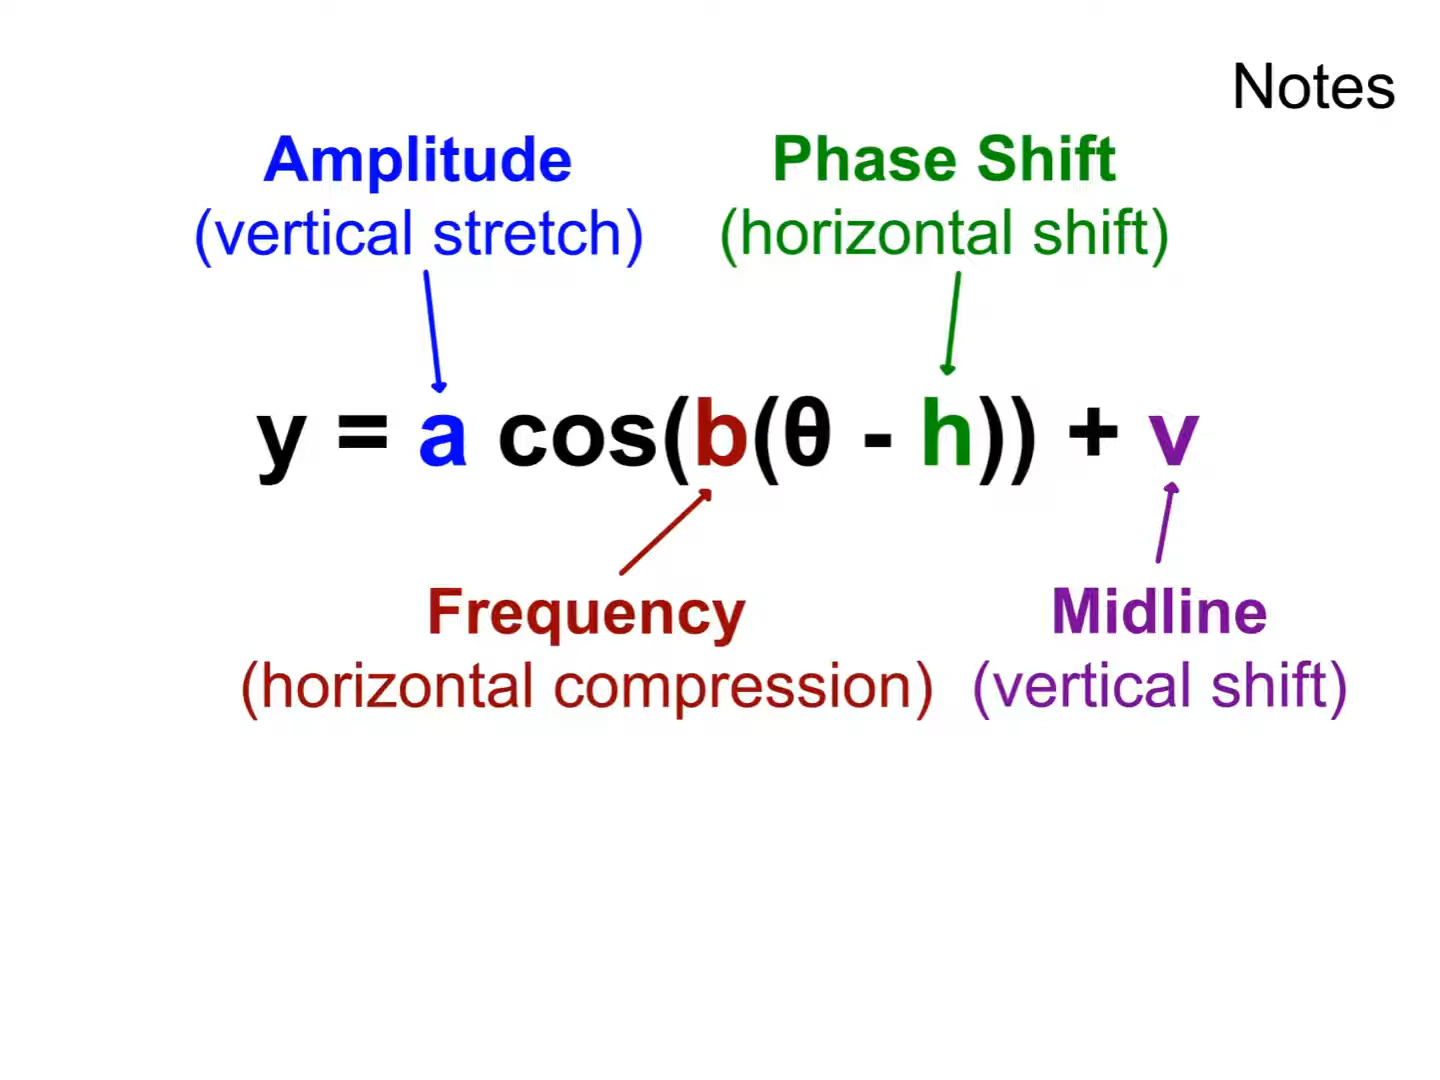 Notes
Amplitude
(vertical stretch)
Phase Shift
(horizontal shift)
y = a cos(b(θ - h)) + v
Frequency
(horizontal compression)
Midline
(vertical shift)